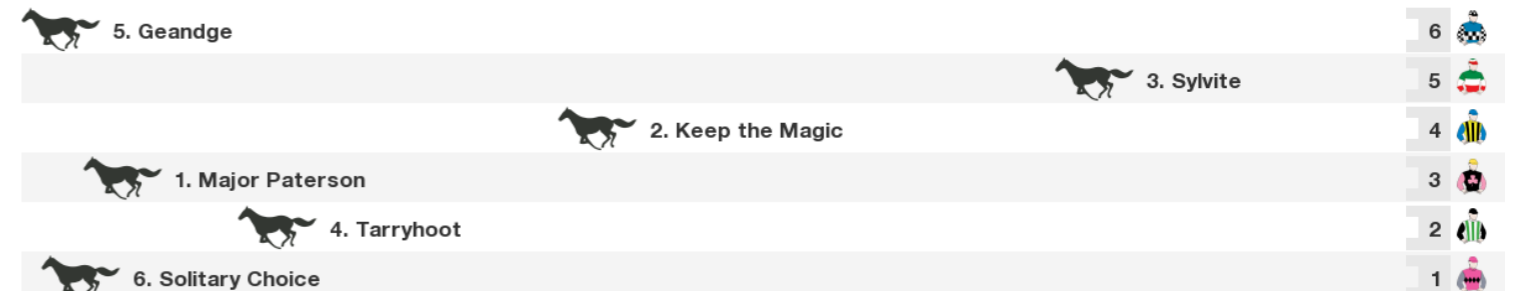 5. Geandge 6
3. Sylvite 5
2. Keep the Magic 4
1. Major Paterson 3
4. Tarryhoot 2
6. Solitary Choice 1